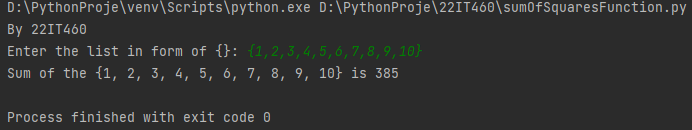 D:\PythonProje\venv\Scripts\python.exe D:\PythonProje\22IT460\sumOfSquaresFunction.py
By 22IT460
Enter the list in form of {}: {1,2,3,4,5,6,7,8,9,10}
Sum of the {1, 2, 3, 4, 5, 6, 7, 8, 9, 10} is 385
Process finished with exit code 0